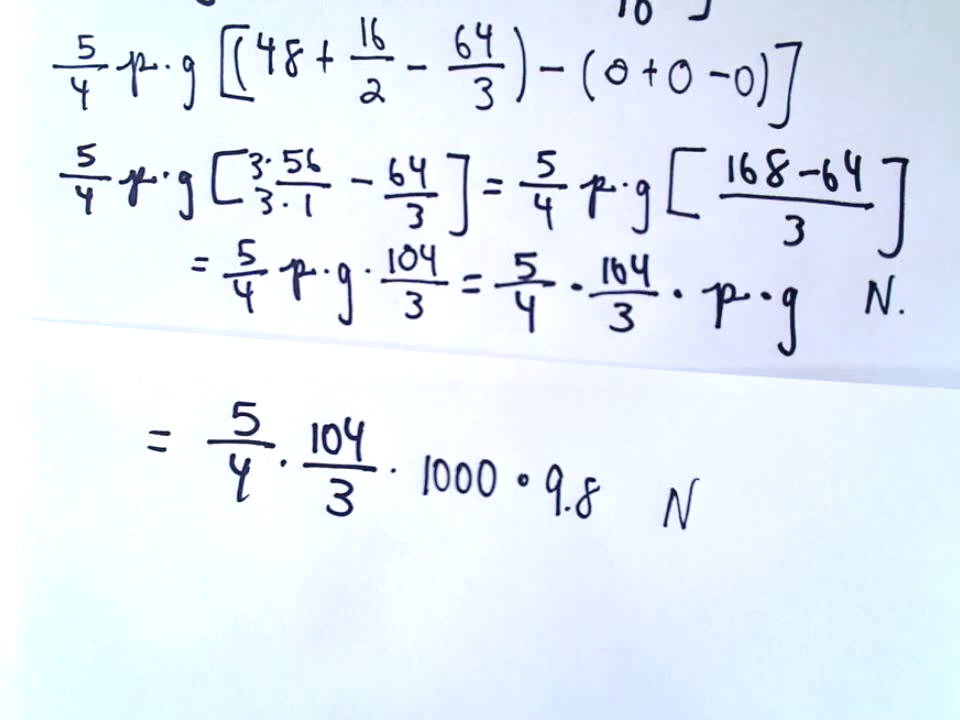 10 ]
5/4 p·g [(48 + 16/2 - 64/3) - (0 + 0 - 0)]
5/4 p·g [3·56/3·1 - 64/3] = 5/4 p·g [168-64/3]
= 5/4 p·g · 104/3 = 5/4 · 104/3 · p·g N.
= 5/4 · 104/3 · 1000 · 9.8 N